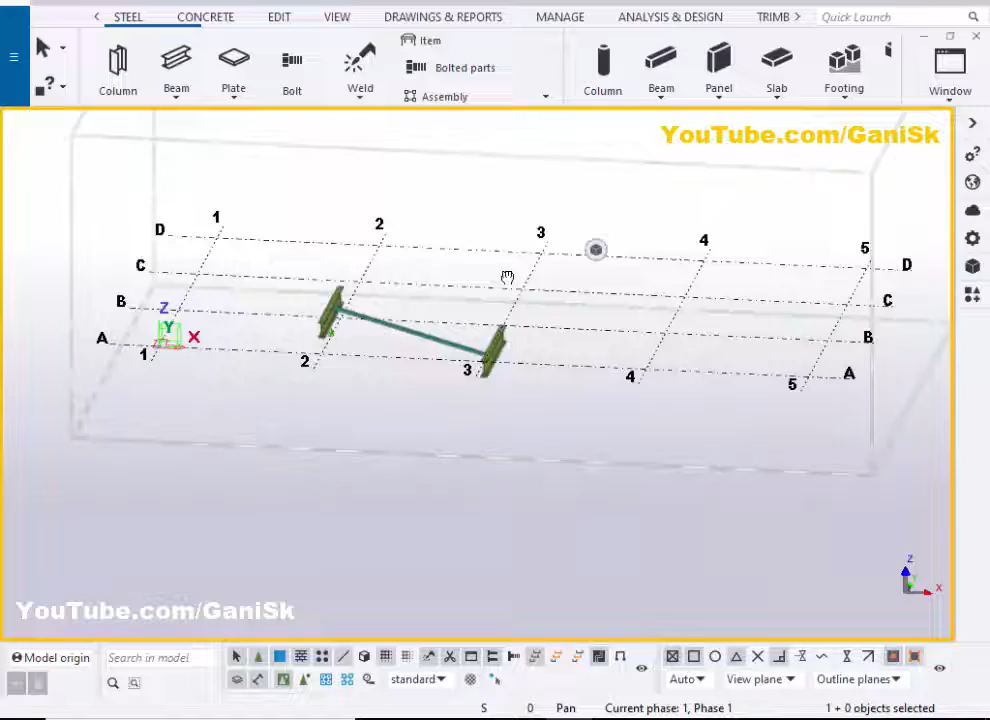 STEEL CONCRETE EDIT VIEW DRAWINGS & REPORTS MANAGE ANALYSIS & DESIGN TRIMB Quick Launch
Item
Bolted parts
Assembly
Column Beam Plate Bolt Weld Column Beam Panel Slab Footing Window
YouTube.com/GaniSk
1 2 3 4 5
D D
C C
B B
A A
Z
Y
X
1 2 3 4 5
Z
Y
X
YouTube.com/GaniSk
Model origin Search in model
standard Auto View plane Outline planes
S 0 Pan Current phase: 1, Phase 1 1 + 0 objects selected